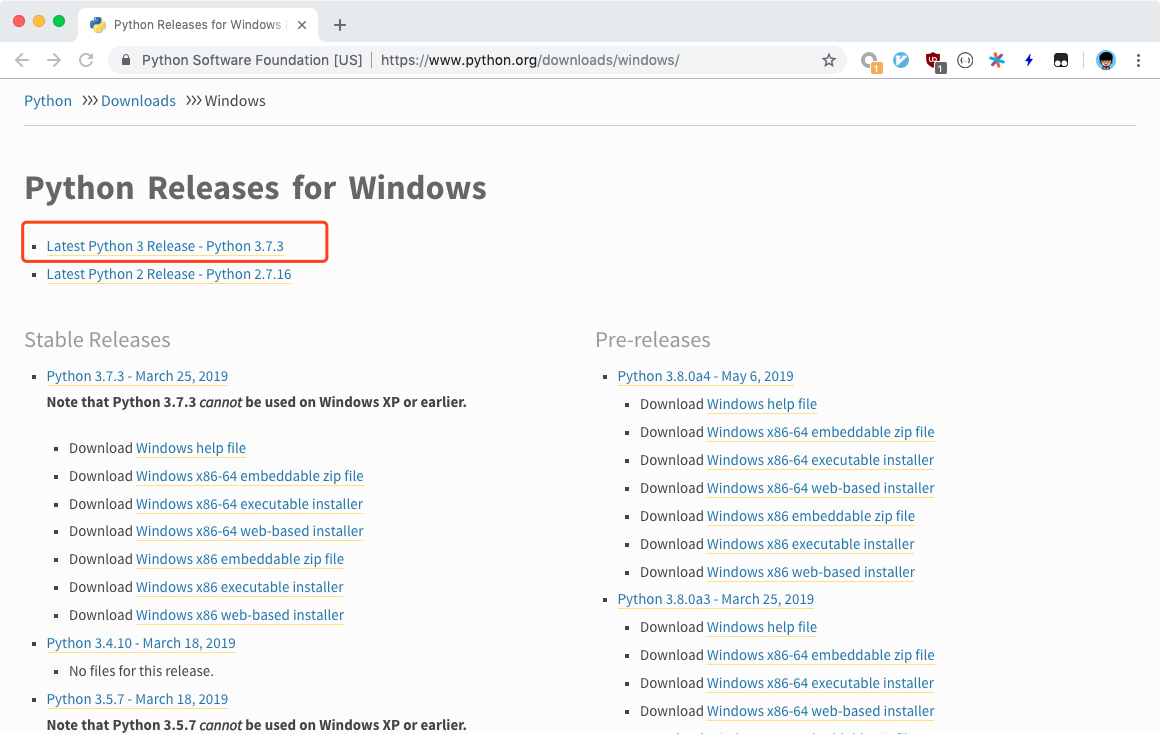 Python Releases for Windows
Python Software Foundation [US] https://www.python.org/downloads/windows/
1
1
Python >>> Downloads >>> Windows
Python Releases for Windows
Latest Python 3 Release - Python 3.7.3
Latest Python 2 Release - Python 2.7.16
Stable Releases
Python 3.7.3 - March 25, 2019
Note that Python 3.7.3 cannot be used on Windows XP or earlier.
Download Windows help file
Download Windows x86-64 embeddable zip file
Download Windows x86-64 executable installer
Download Windows x86-64 web-based installer
Download Windows x86 embeddable zip file
Download Windows x86 executable installer
Download Windows x86 web-based installer
Python 3.4.10 - March 18, 2019
No files for this release.
Python 3.5.7 - March 18, 2019
Note that Python 3.5.7 cannot be used on Windows XP or earlier.
Pre-releases
Python 3.8.0a4 - May 6, 2019
Download Windows help file
Download Windows x86-64 embeddable zip file
Download Windows x86-64 executable installer
Download Windows x86-64 web-based installer
Download Windows x86 embeddable zip file
Download Windows x86 executable installer
Download Windows x86 web-based installer
Python 3.8.0a3 - March 25, 2019
Download Windows help file
Download Windows x86-64 embeddable zip file
Download Windows x86-64 executable installer
Download Windows x86-64 web-based installer